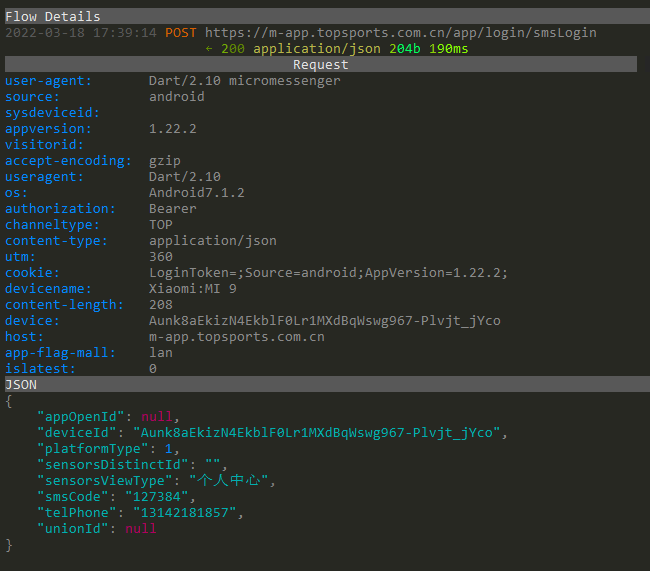 Flow Details
2022-03-18 17:39:14 POST https://m-app.topsports.com.cn/app/login/smsLogin
← 200 application/json 204b 190ms
Request
user-agent: Dart/2.10 micromessenger
source: android
sysdeviceid:
appversion: 1.22.2
visitorid:
accept-encoding: gzip
useragent: Dart/2.10
os: Android7.1.2
authorization: Bearer
channeltype: TOP
content-type: application/json
utm: 360
cookie: LoginToken=;Source=android;AppVersion=1.22.2;
devicename: Xiaomi:MI 9
content-length: 208
device: Aunk8aEkizN4EkblF0Lr1MXdBqWswg967-Plvjt_jYco
host: m-app.topsports.com.cn
app-flag-mall: lan
islatest: 0
JSON
{
"appOpenId": null,
"deviceId": "Aunk8aEkizN4EkblF0Lr1MXdBqWswg967-Plvjt_jYco",
"platformType": 1,
"sensorsDistinctId": "",
"sensorsViewType": "个人中心",
"smsCode": "127384",
"telPhone": "13142181857",
"unionId": null
}